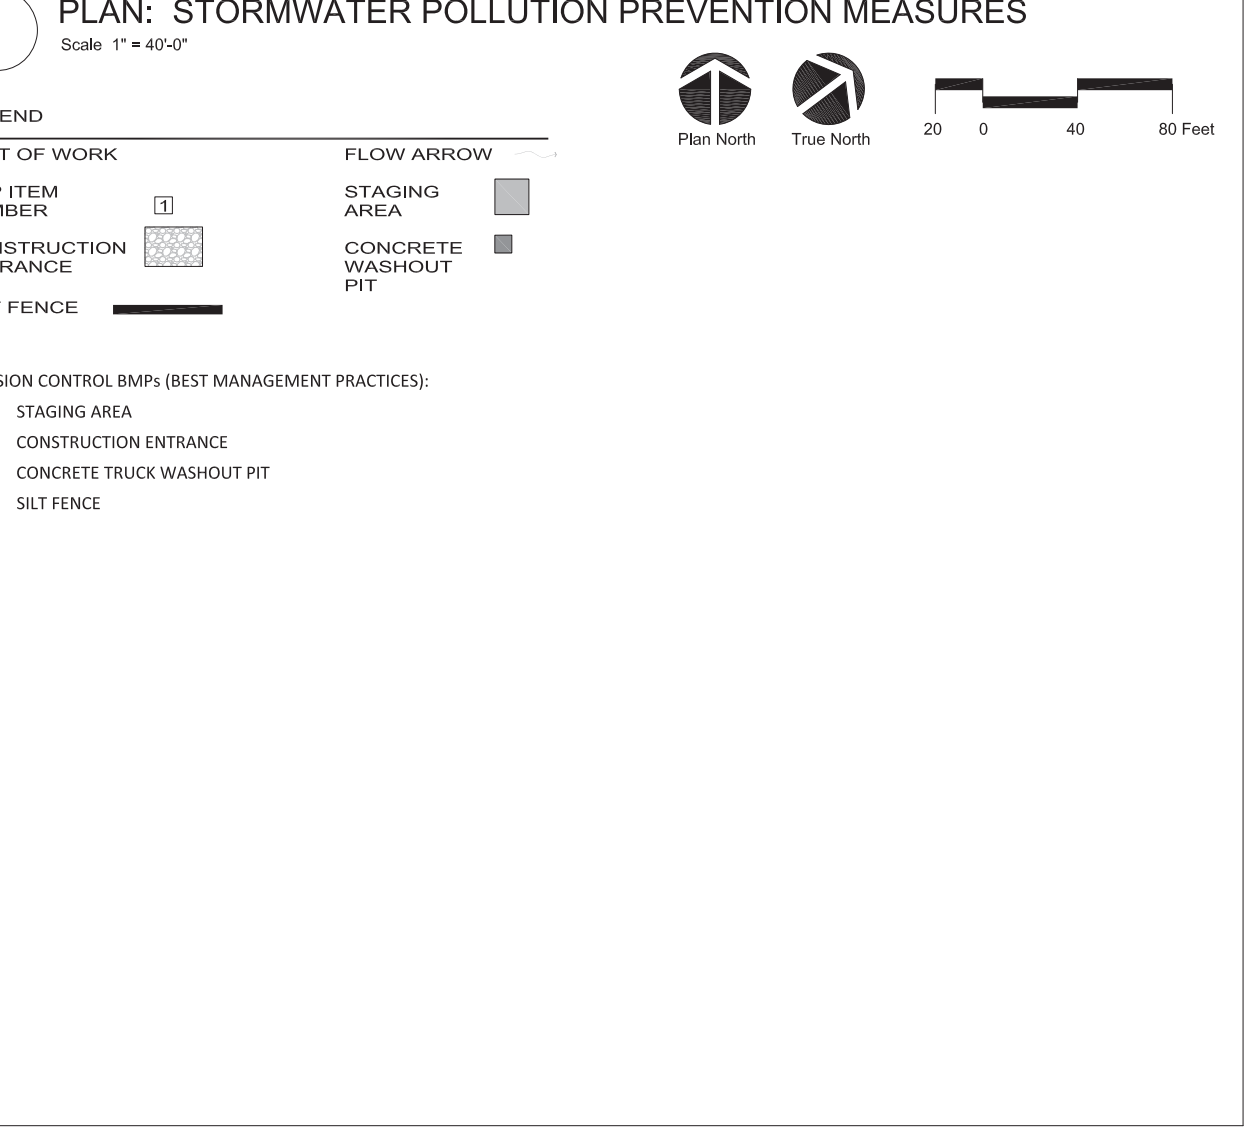 PLAN: STORMWATER POLLUTION PREVENTION MEASURES
Scale 1" = 40'-0"
Plan North
True North
20 0 40 80 Feet
END
T OF WORK
ITEM
MBER
1
STRUCTION
RANCE
FENCE
FLOW ARROW
STAGING
AREA
CONCRETE
WASHOUT
PIT
SION CONTROL BMPs (BEST MANAGEMENT PRACTICES):
STAGING AREA
CONSTRUCTION ENTRANCE
CONCRETE TRUCK WASHOUT PIT
SILT FENCE